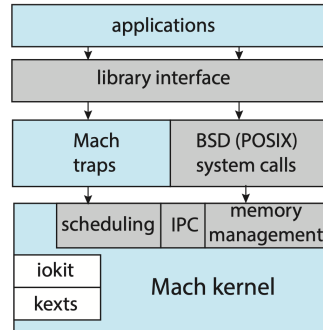 applications
library interface
Mach
traps
BSD (POSIX)
system calls
scheduling
IPC
memory
management
iokit
kexts
Mach kernel